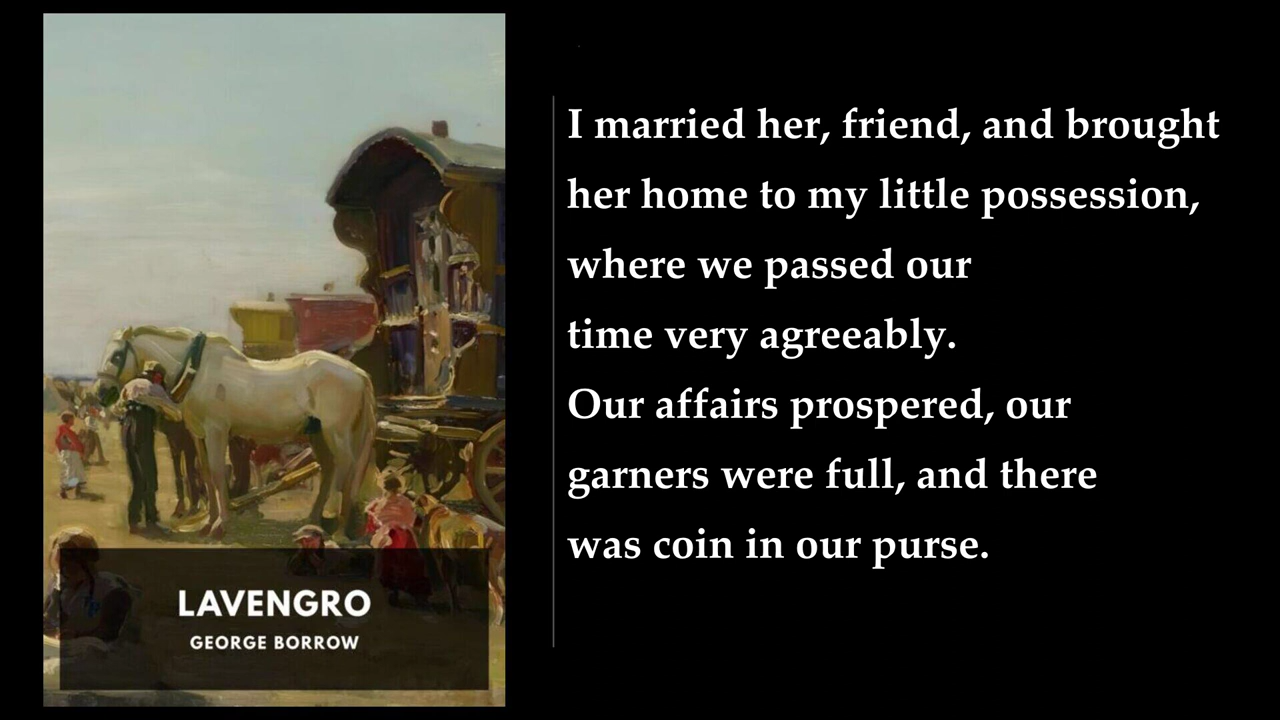 LAVENGRO
GEORGE BORROW
I married her, friend, and brought
her home to my little possession,
where we passed our
time very agreeably.
Our affairs prospered, our
garners were full, and there
was coin in our purse.